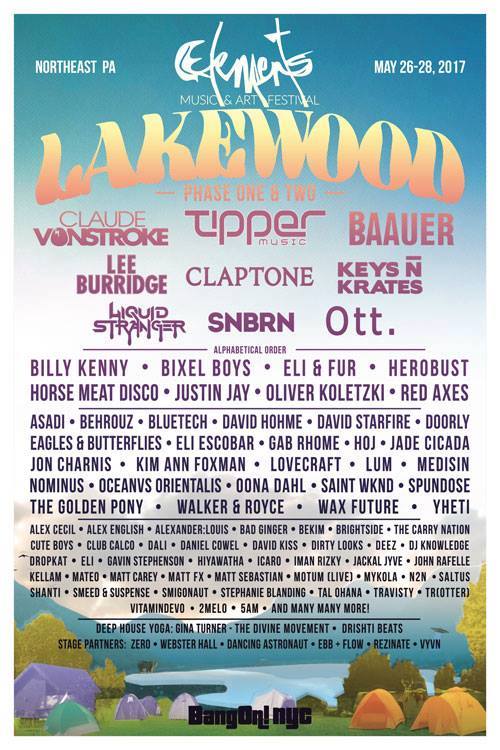 NORTHEAST PA
Elements
MAY 26-28, 2017
MUSIC & ART FESTIVAL
LAKEWOOD
— PHASE ONE & TWO —
CLAUDE VONSTROKE
TIPPER MUSIC
BAAUER
LEE BURRIDGE
CLAPTONE
KEYS N KRATES
LIQUID STRANGER
SNBRN
Ott.
ALPHABETICAL ORDER
BILLY KENNY • BIXEL BOYS • ELI & FUR • HEROBUST
HORSE MEAT DISCO • JUSTIN JAY • OLIVER KOLETZKI • RED AXES
ASADI • BEHROUZ • BLUETECH • DAVID HOHME • DAVID STARFIRE • DOORLY
EAGLES & BUTTERFLIES • ELI ESCOBAR • GAB RHOME • HOJ • JADE CICADA
JON CHARNIS • KIM ANN FOXMAN • LOVECRAFT • LUM • MEDISIN
NOMINUS • OCEANVS ORIENTALIS • OONA DAHL • SAINT WKND • SPUNDOSE
THE GOLDEN PONY • WALKER & ROYCE • WAX FUTURE • YHETI
ALEX CECIL • ALEX ENGLISH • ALEXANDER:LOUIS • BAD GINGER • BEKIM • BRIGHTSIDE • THE CARRY NATION
CUTE BOYS • CLUB CALCO • DALI • DANIEL COWEL • DAVID KISS • DIRTY LOOKS • DEEZ • DJ KNOWLEDGE
DROPKAT • ELI • GAVIN STEPHENSON • HIYAWATHA • ICARO • IMAN RIZKY • JACKAL JYVE • JOHN RAFELLE
KELLAM • MATEO • MATT CAREY • MATT FX • MATT SEBASTIAN • MOTUM (LIVE) • MYKOLA • N2N • SALTUS
SHANTI • SMEED & SUSPENSE • SMIGONAUT • STEPHANIE BLANDING • TAL OHANA • TRAVISTY • TR(OTTER)
VITAMINDEVO • 2MELO • 5AM • AND MANY MANY MORE!
DEEP HOUSE YOGA: GINA TURNER • THE DIVINE MOVEMENT • DRISHTI BEATS
STAGE PARTNERS: ZERO • WEBSTER HALL • DANCING ASTRONAUT • EBB + FLOW • REZINATE • VYVN
BangOn! NYC